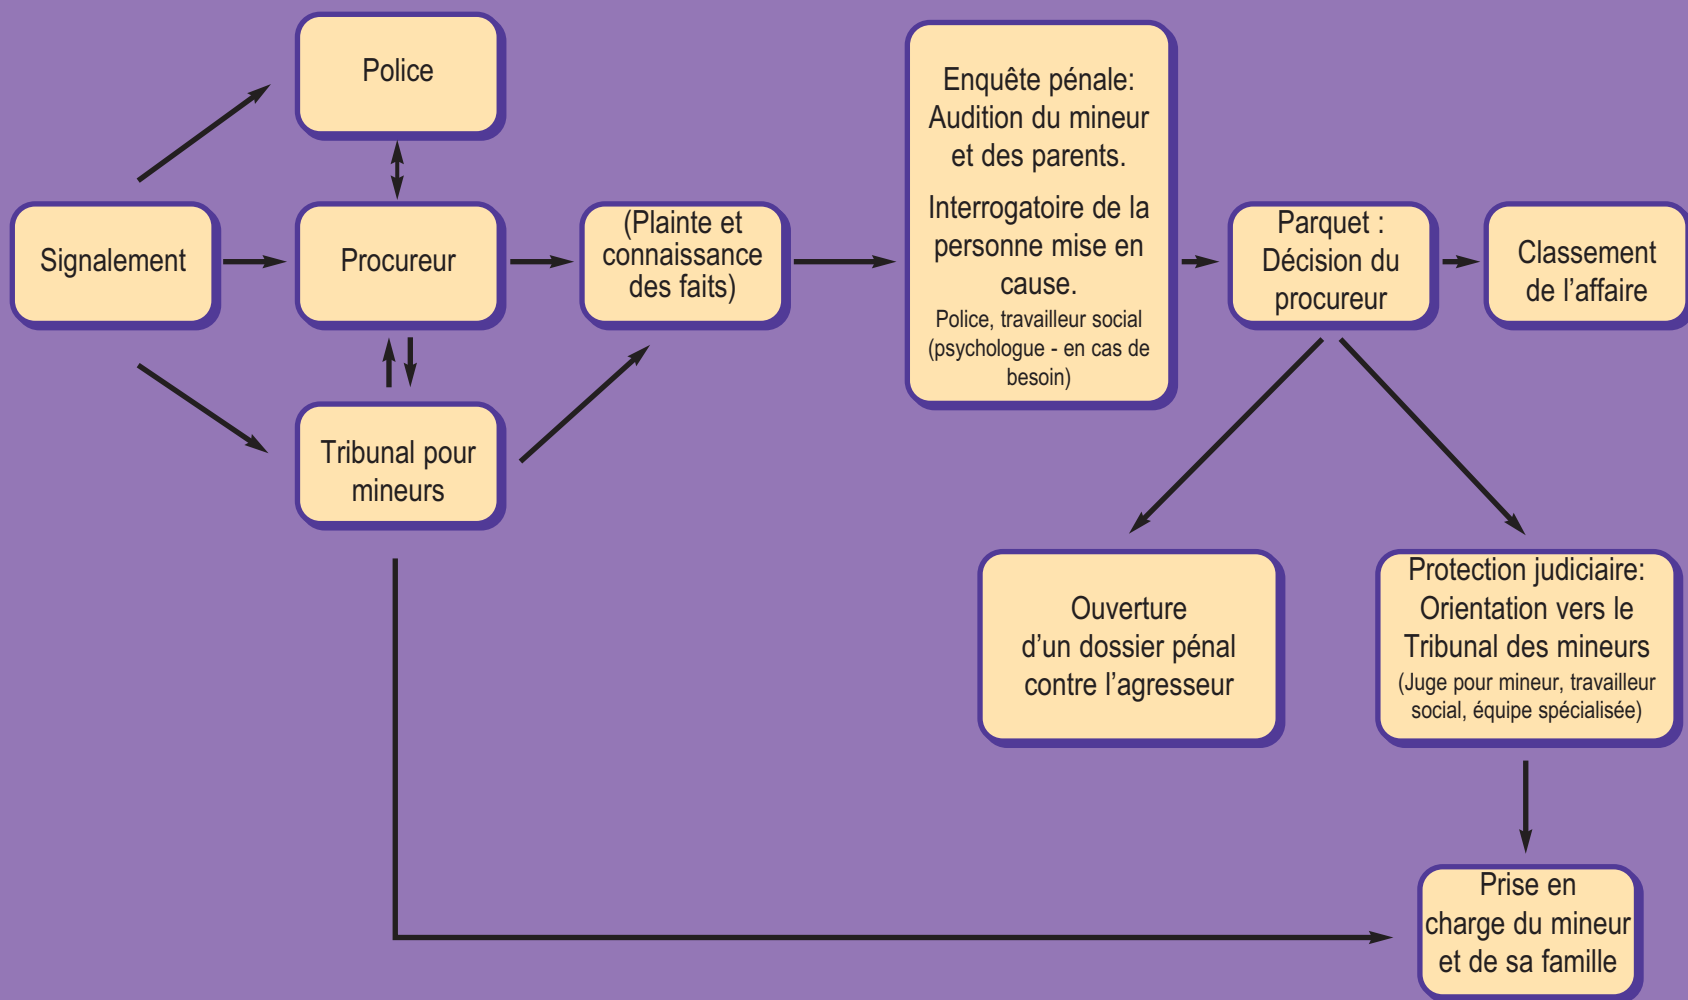 Police
Signalement
Procureur
(Plainte et
connaissance
des faits)
Tribunal pour
mineurs
Enquête pénale:
Audition du mineur
et des parents.
Interrogatoire de la
personne mise en
cause.
Police, travailleur social
(psychologue - en cas de
besoin)
Parquet :
Décision du
procureur
Classement
de l’affaire
Ouverture
d’un dossier pénal
contre l’agresseur
Protection judiciaire:
Orientation vers le
Tribunal des mineurs
(Juge pour mineur, travailleur
social, équipe spécialisée)
Prise en
charge du mineur
et de sa famille